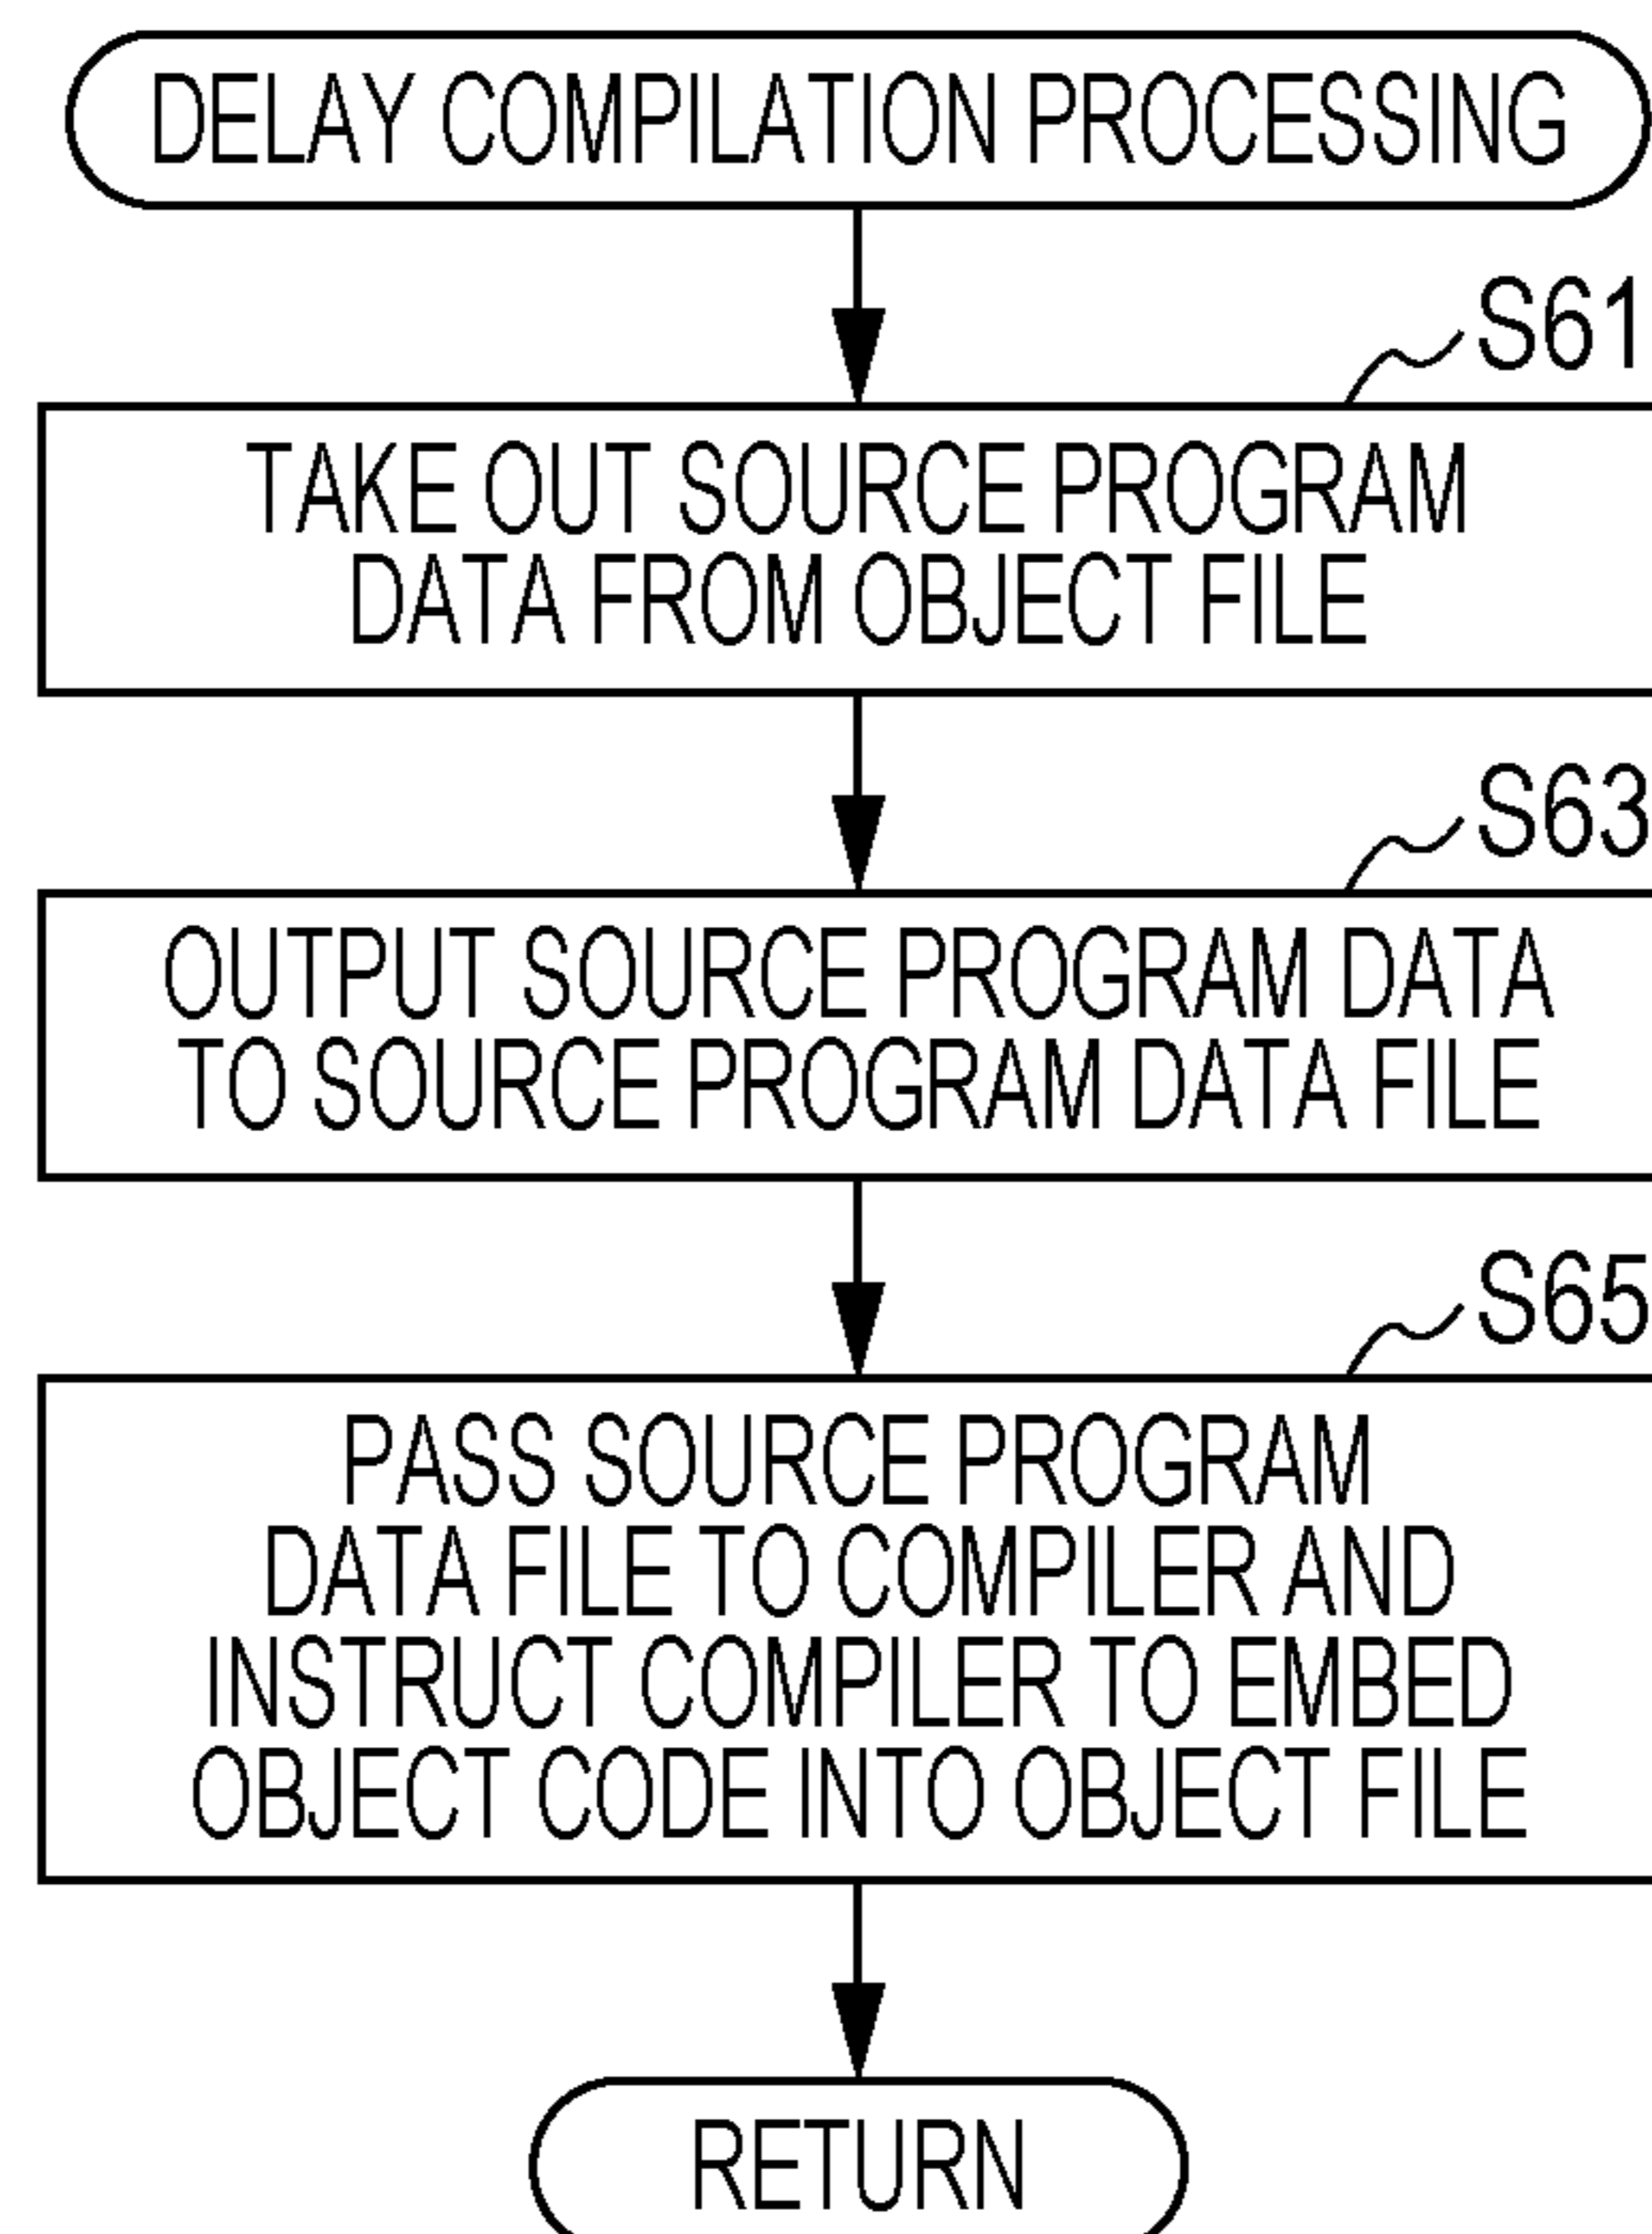 DELAY COMPILATION PROCESSING
S61
TAKE OUT SOURCE PROGRAM
DATA FROM OBJECT FILE
S63
OUTPUT SOURCE PROGRAM DATA
TO SOURCE PROGRAM DATA FILE
S65
PASS SOURCE PROGRAM
DATA FILE TO COMPILER AND
INSTRUCT COMPILER TO EMBED
OBJECT CODE INTO OBJECT FILE
RETURN